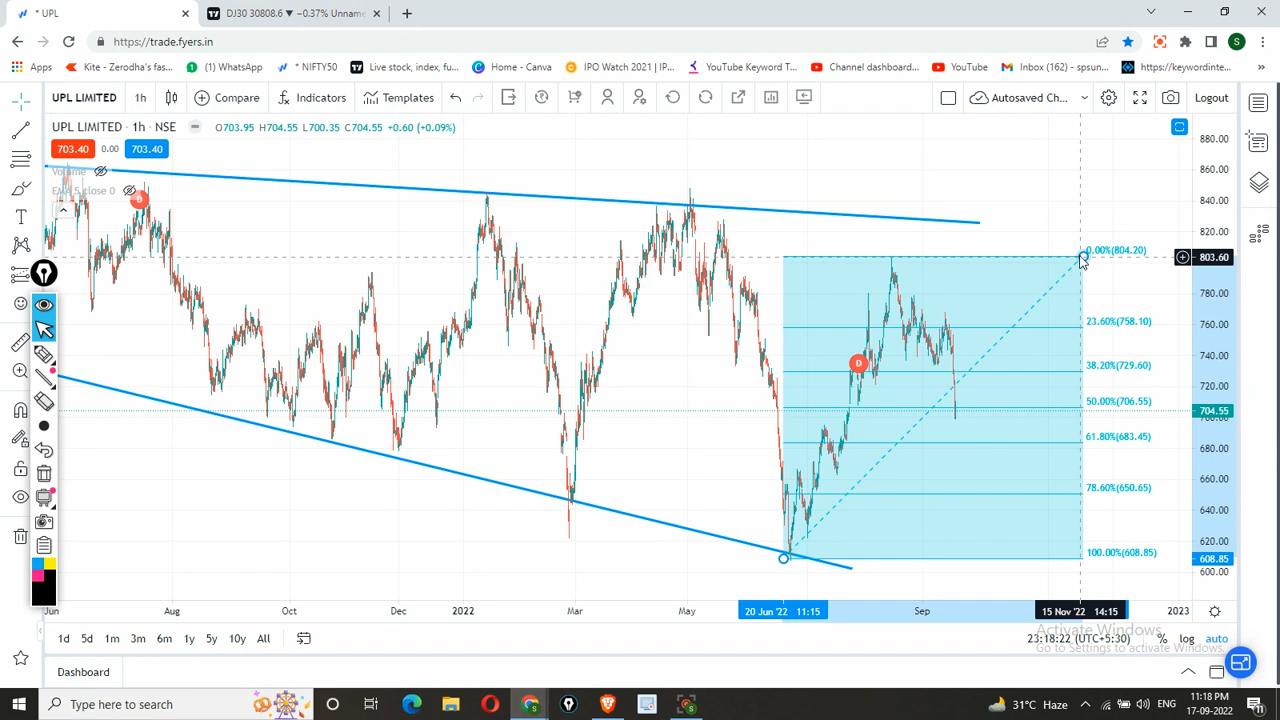 * UPL
DJ30 30808.6 ▼ −0.37% Unname
https://trade.fyers.in
S
Apps
Kite - Zerodha's fas...
(1) WhatsApp
* NIFTY50
Live stock, index, fu...
Home - Canva
IPO Watch 2021 | IP...
YouTube Keyword T...
Channel dashboard...
YouTube
Inbox (162) - spsun...
https://keywordinte...
»
UPL LIMITED
1h
Compare
Indicators
Templates
Autosaved Ch...
Logout
UPL LIMITED · 1h · NSE
O703.95 H704.55 L700.35 C704.55 +0.60 (+0.09%)
703.40
0.00
703.40
Volume
EMA 5 close 0
D
D
880.00
860.00
840.00
820.00
803.60
780.00
760.00
740.00
720.00
704.55
680.00
660.00
640.00
620.00
608.85
600.00
0.00%(804.20)
23.60%(758.10)
38.20%(729.60)
50.00%(706.55)
61.80%(683.45)
78.60%(650.65)
100.00%(608.85)
Jun
Aug
Oct
Dec
2022
Mar
May
20 Jun '22 11:15
Sep
15 Nov '22 14:15
2023
1d 5d 1m 3m 6m 1y 5y 10y All
23:18:22 (UTC+5:30)
%
log
auto
Activate Windows
Go to Settings to activate Windows.
Dashboard
Type here to search
31°C Haze
ENG
11:18 PM
17-09-2022